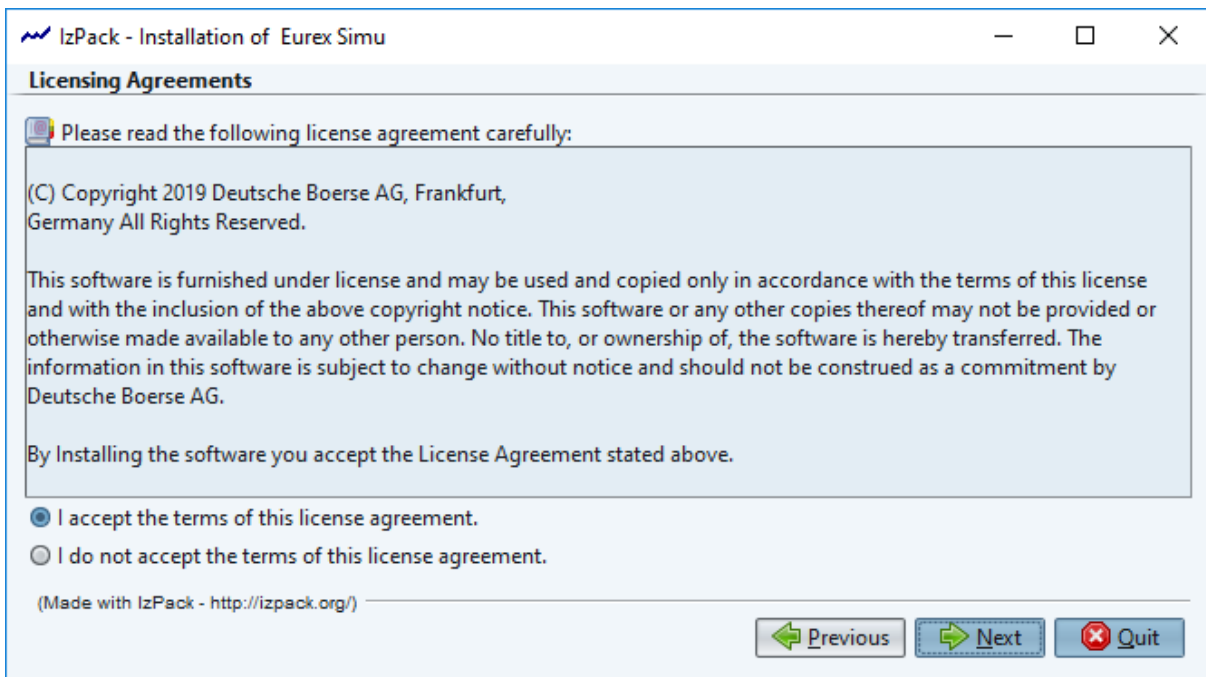 IzPack - Installation of  Eurex Simu
Licensing Agreements
Please read the following license agreement carefully:
(C) Copyright 2019 Deutsche Boerse AG, Frankfurt,
Germany All Rights Reserved.
This software is furnished under license and may be used and copied only in accordance with the terms of this license
and with the inclusion of the above copyright notice. This software or any other copies thereof may not be provided or
otherwise made available to any other person. No title to, or ownership of, the software is hereby transferred. The
information in this software is subject to change without notice and should not be construed as a commitment by
Deutsche Boerse AG.
By Installing the software you accept the License Agreement stated above.
I accept the terms of this license agreement.
I do not accept the terms of this license agreement.
(Made with IzPack - http://izpack.org/)
Previous Next Quit